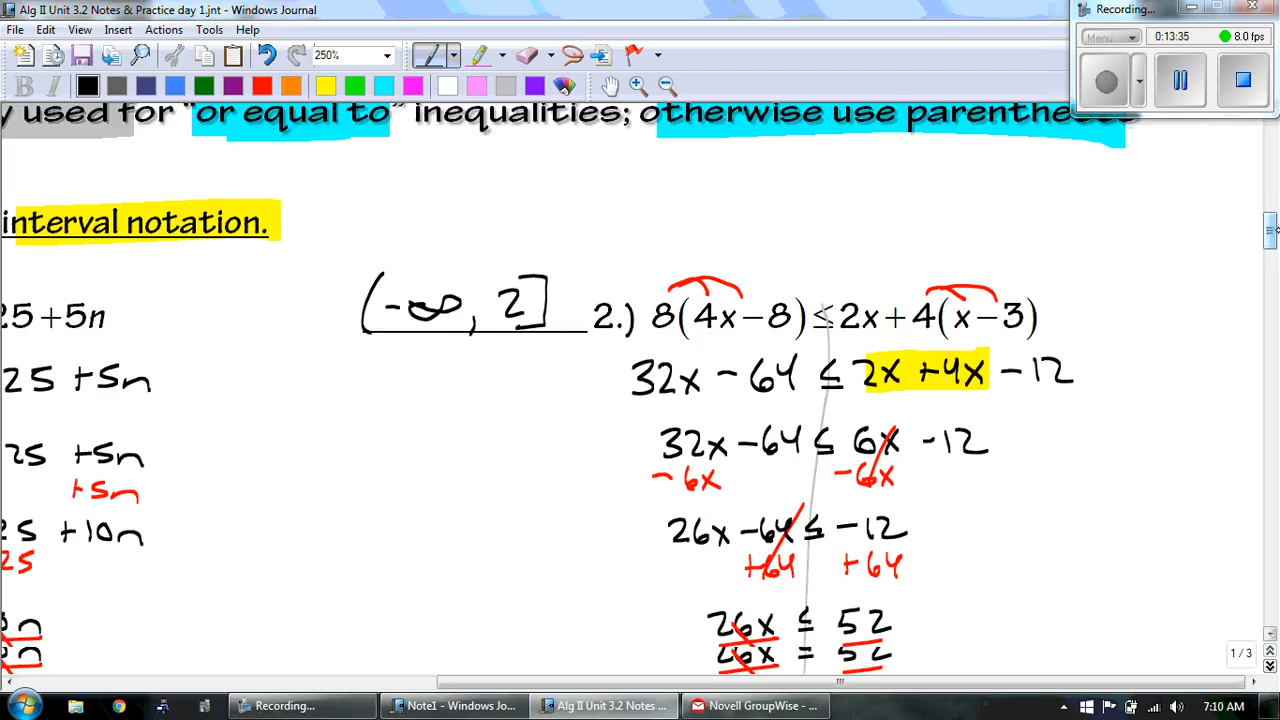 Alg II Unit 3.2 Notes & Practice day 1.jnt - Windows Journal
Recording...
File Edit View Insert Actions Tools Help
Menu
0:13:35
8.0 fps
250%
B I
used for "or equal to" inequalities; otherwise use
interval notation.
25+5n
(-∞, 2]
2.) 8(4x-8)≤2x+4(x-3)
25 +5n
32x - 64 ≤ 2x +4x -12
25 +5n
32x -64 ≤ 6x -12
+5n
-6x -6x
25 +10n
26x -64 ≤ -12
25
+64 +64
n
26x ≤ 52
n
26x = 52
1 / 3
Recording...
Note1 - Windows Jo...
Alg II Unit 3.2 Notes ...
Novell GroupWise - ...
7:10 AM